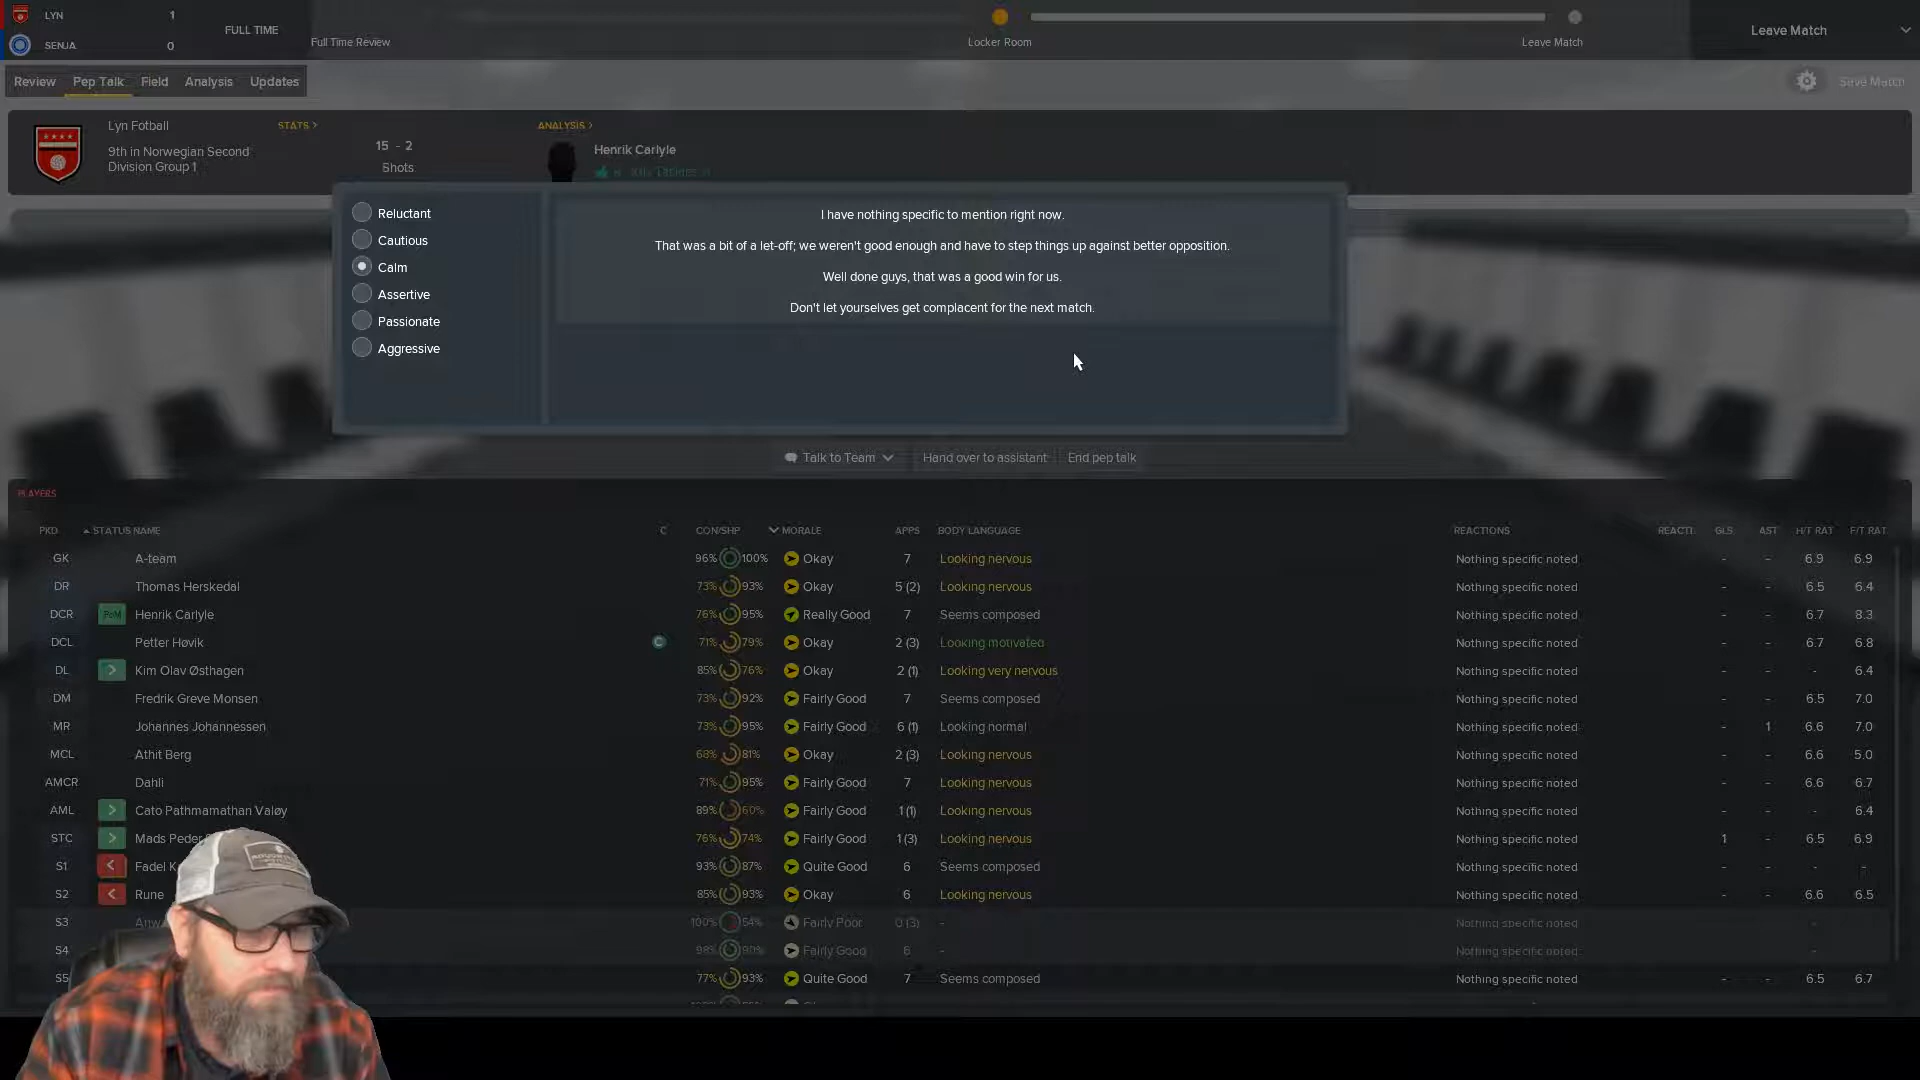 LYN 1
SENJA 0
FULL TIME
Full Time Review
Locker Room
Leave Match
Leave Match
Review Pep Talk Field Analysis Updates
Save Match
Lyn Fotball
9th in Norwegian Second
Division Group 1
STATS >
15 - 2
Shots
ANALYSIS >
Henrik Carlyle
Reluctant
Cautious
Calm
Assertive
Passionate
Aggressive
I have nothing specific to mention right now.
That was a bit of a let-off; we weren't good enough and have to step things up against better opposition.
Well done guys, that was a good win for us.
Don't let yourselves get complacent for the next match.
Talk to Team Hand over to assistant End pep talk
PLAYERS
PKD STATUS NAME C CON/SHP MORALE APPS BODY LANGUAGE REACTIONS REACTI. GLS AST H/T RAT F/T RAT.
GK A-team 96% 100% Okay 7 Looking nervous Nothing specific noted - - 6.9 6.9
DR Thomas Herskedal 73% 93% Okay 5 (2) Looking nervous Nothing specific noted - - 6.5 6.4
DCR PoM Henrik Carlyle 76% 95% Really Good 7 Seems composed Nothing specific noted - - 6.7 8.3
DCL Petter Høvik C 71% 79% Okay 2 (3) Looking motivated Nothing specific noted - - 6.7 6.8
DL Kim Olav Østhagen 85% 76% Okay 2 (1) Looking very nervous Nothing specific noted - - - 6.4
DM Fredrik Greve Monsen 73% 92% Fairly Good 7 Seems composed Nothing specific noted - - 6.5 7.0
MR Johannes Johannessen 73% 95% Fairly Good 6 (1) Looking normal Nothing specific noted - 1 6.6 7.0
MCL Athit Berg 68% 81% Okay 2 (3) Looking nervous Nothing specific noted - - 6.6 5.0
AMCR Dahli 71% 95% Fairly Good 7 Looking nervous Nothing specific noted - - 6.6 6.7
AML Cato Pathmamathan Valøy 89% 60% Fairly Good 1 (1) Looking nervous Nothing specific noted - - - 6.4
STC Mads Peder 76% 74% Fairly Good 1 (3) Looking nervous Nothing specific noted 1 - 6.5 6.9
S1 Fadel 93% 87% Quite Good 6 Seems composed Nothing specific noted - - - -
S2 Rune 85% 93% Okay 6 Looking nervous Nothing specific noted - - 6.6 6.5
S3 100% 54% Fairly Poor 0 (3) - Nothing specific noted -
S4 98% 90% Fairly Good 6 - Nothing specific noted -
S5 77% 93% Quite Good 7 Seems composed Nothing specific noted - - 6.5 6.7